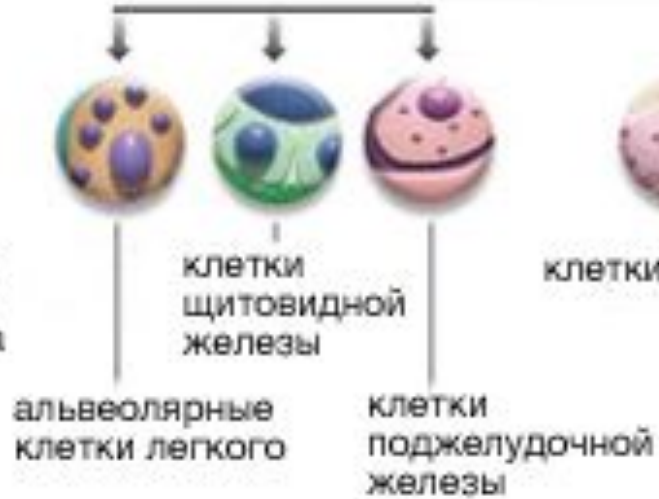 клетки
щитовидной
железы
клетки
альвеолярные
клетки легкого
клетки
поджелудочной
железы